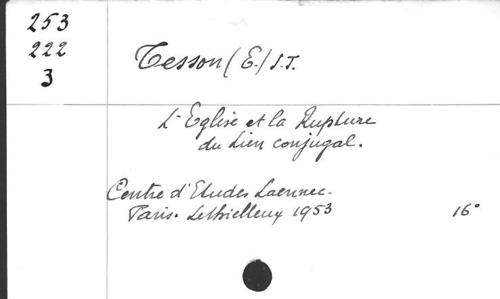 253
222
3
Tesson (E.) S.J.
L'Eglise et la Rupture
du Lien conjugal.
Centre d'Etudes Laennec.
Paris. Lethielleux 1953 16°